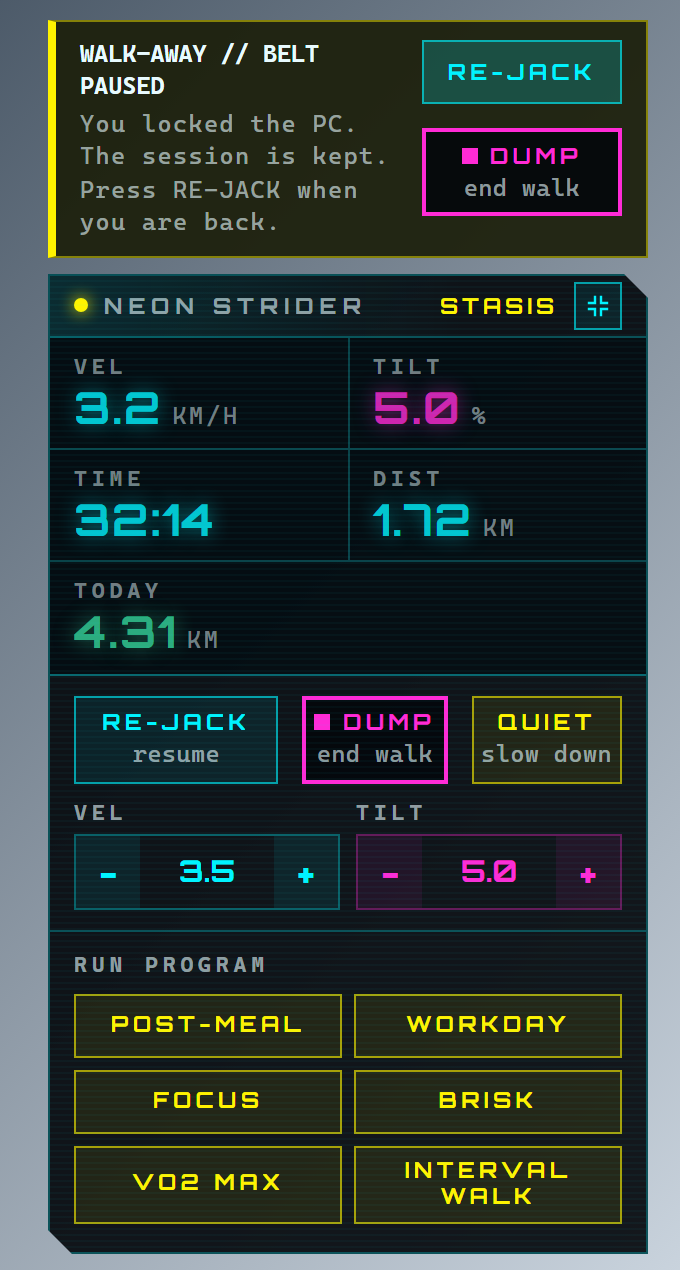 WALK-AWAY // BELT
PAUSED
You locked the PC.
The session is kept.
Press RE-JACK when
you are back.
RE-JACK
DUMP
end walk
NEON STRIDER
STASIS
VEL
3.2 KM/H
TILT
5.0 %
TIME
32:14
DIST
1.72 KM
TODAY
4.31 KM
RE-JACK
resume
DUMP
end walk
QUIET
slow down
VEL
- 3.5 +
TILT
- 5.0 +
RUN PROGRAM
POST-MEAL
WORKDAY
FOCUS
BRISK
VO2 MAX
INTERVAL
WALK